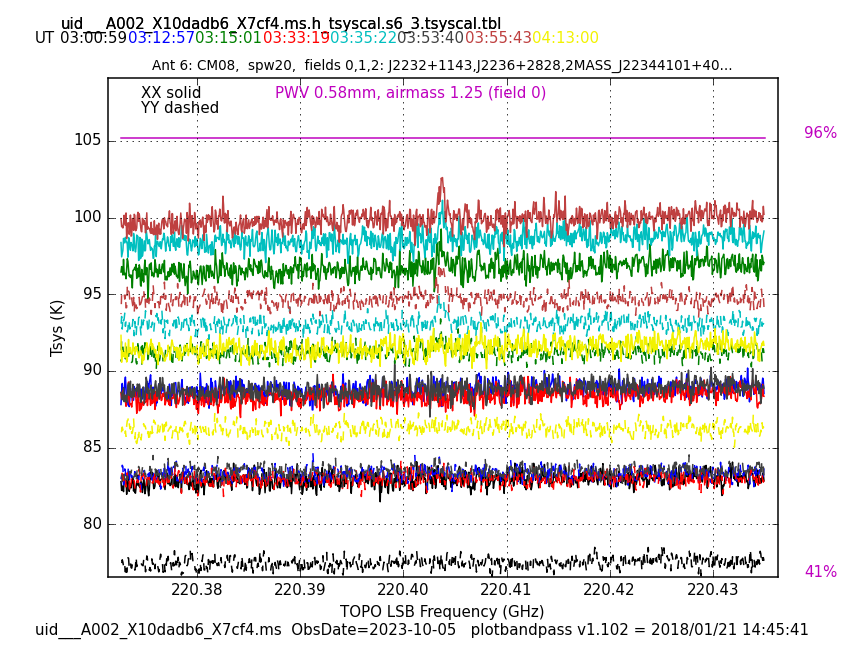 uid___A002_X10dadb6_X7cf4.ms.h_tsyscal.s6_3.tsyscal.tbl
UT 03:00:59 03:12:57 03:15:01 03:33:19 03:35:22 03:53:40 03:55:43 04:13:00
Ant 6: CM08,  spw20,  fields 0,1,2: J2232+1143,J2236+2828,2MASS_J22344101+40...
XX solid
PWV 0.58mm, airmass 1.25 (field 0)
YY dashed
96%
105
100
95
90
85
80
Tsys (K)
41%
220.38 220.39 220.40 220.41 220.42 220.43
TOPO LSB Frequency (GHz)
uid___A002_X10dadb6_X7cf4.ms  ObsDate=2023-10-05   plotbandpass v1.102 = 2018/01/21 14:45:41